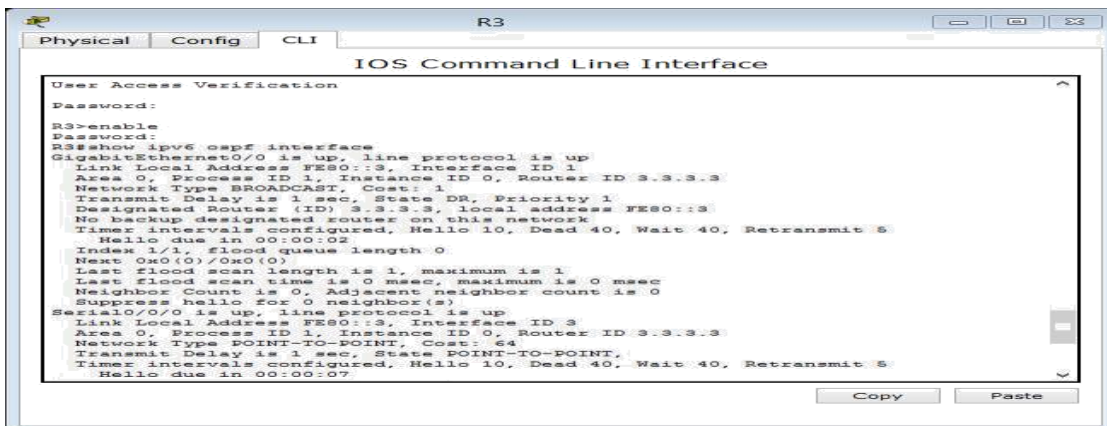 R3
Physical Config CLI
IOS Command Line Interface
User Access Verification
Password:
R3>enable
Password:
R3#show ipv6 ospf interface
GigabitEthernet0/0 is up, line protocol is up
Link Local Address FE80::3, Interface ID 1
Area 0, Process ID 1, Instance ID 0, Router ID 3.3.3.3
Network Type BROADCAST, Cost: 1
Transmit Delay is 1 sec, State DR, Priority 1
Designated Router (ID) 3.3.3.3, local address FE80::3
No backup designated router on this network
Timer intervals configured, Hello 10, Dead 40, Wait 40, Retransmit 5
Hello due in 00:00:02
Index 1/1, flood queue length 0
Next 0x0(0)/0x0(0)
Last flood scan length is 1, maximum is 1
Last flood scan time is 0 msec, maximum is 0 msec
Neighbor Count is 0, Adjacent neighbor count is 0
Suppress hello for 0 neighbor(s)
Serial0/0/0 is up, line protocol is up
Link Local Address FE80::3, Interface ID 3
Area 0, Process ID 1, Instance ID 0, Router ID 3.3.3.3
Network Type POINT-TO-POINT, Cost: 64
Transmit Delay is 1 sec, State POINT-TO-POINT,
Timer intervals configured, Hello 10, Dead 40, Wait 40, Retransmit 5
Hello due in 00:00:07
Copy Paste